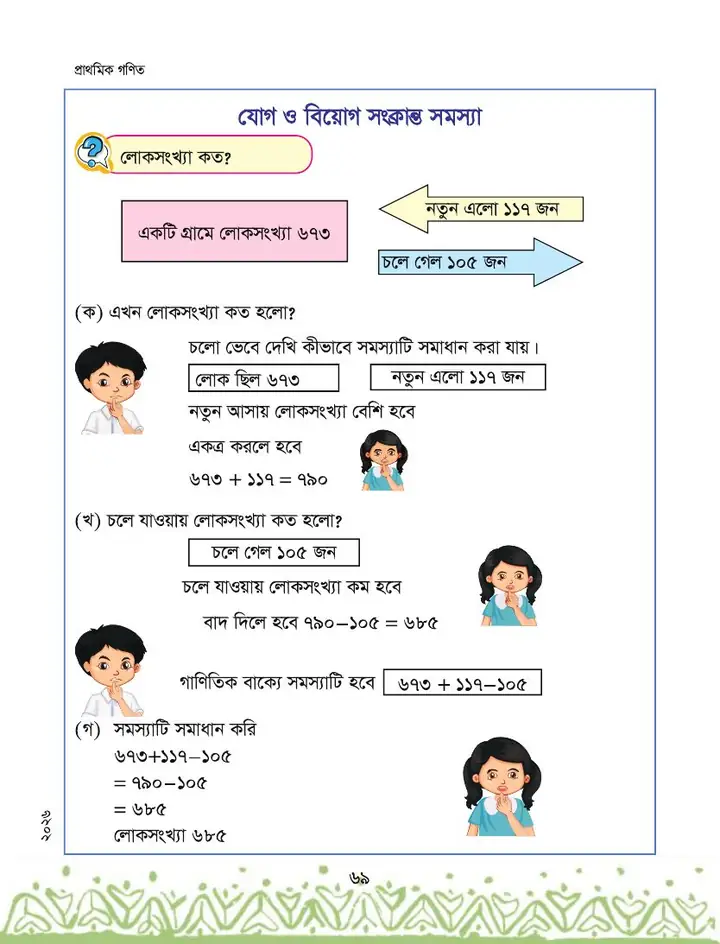 প্রাথমিক গণিত
যোগ ও বিয়োগ সংক্রান্ত সমস্যা
লোকসংখ্যা কত?
একটি গ্রামে লোকসংখ্যা ৬৭৩
নতুন এলো ১১৭ জন
চলে গেল ১০৫ জন
(ক) এখন লোকসংখ্যা কত হলো?
চলো ভেবে দেখি কীভাবে সমস্যাটি সমাধান করা যায়।
লোক ছিল ৬৭৩ নতুন এলো ১১৭ জন
নতুন আসায় লোকসংখ্যা বেশি হবে
একত্র করলে হবে
৬৭৩ + ১১৭ = ৭৯০
(খ) চলে যাওয়ায় লোকসংখ্যা কত হলো?
চলে গেল ১০৫ জন
চলে যাওয়ায় লোকসংখ্যা কম হবে
বাদ দিলে হবে ৭৯০–১০৫ = ৬৮৫
গাণিতিক বাক্যে সমস্যাটি হবে ৬৭৩ + ১১৭–১০৫
(গ) সমস্যাটি সমাধান করি
৬৭৩+১১৭–১০৫
= ৭৯০–১০৫
= ৬৮৫
লোকসংখ্যা ৬৮৫
২০২৬
৬৯